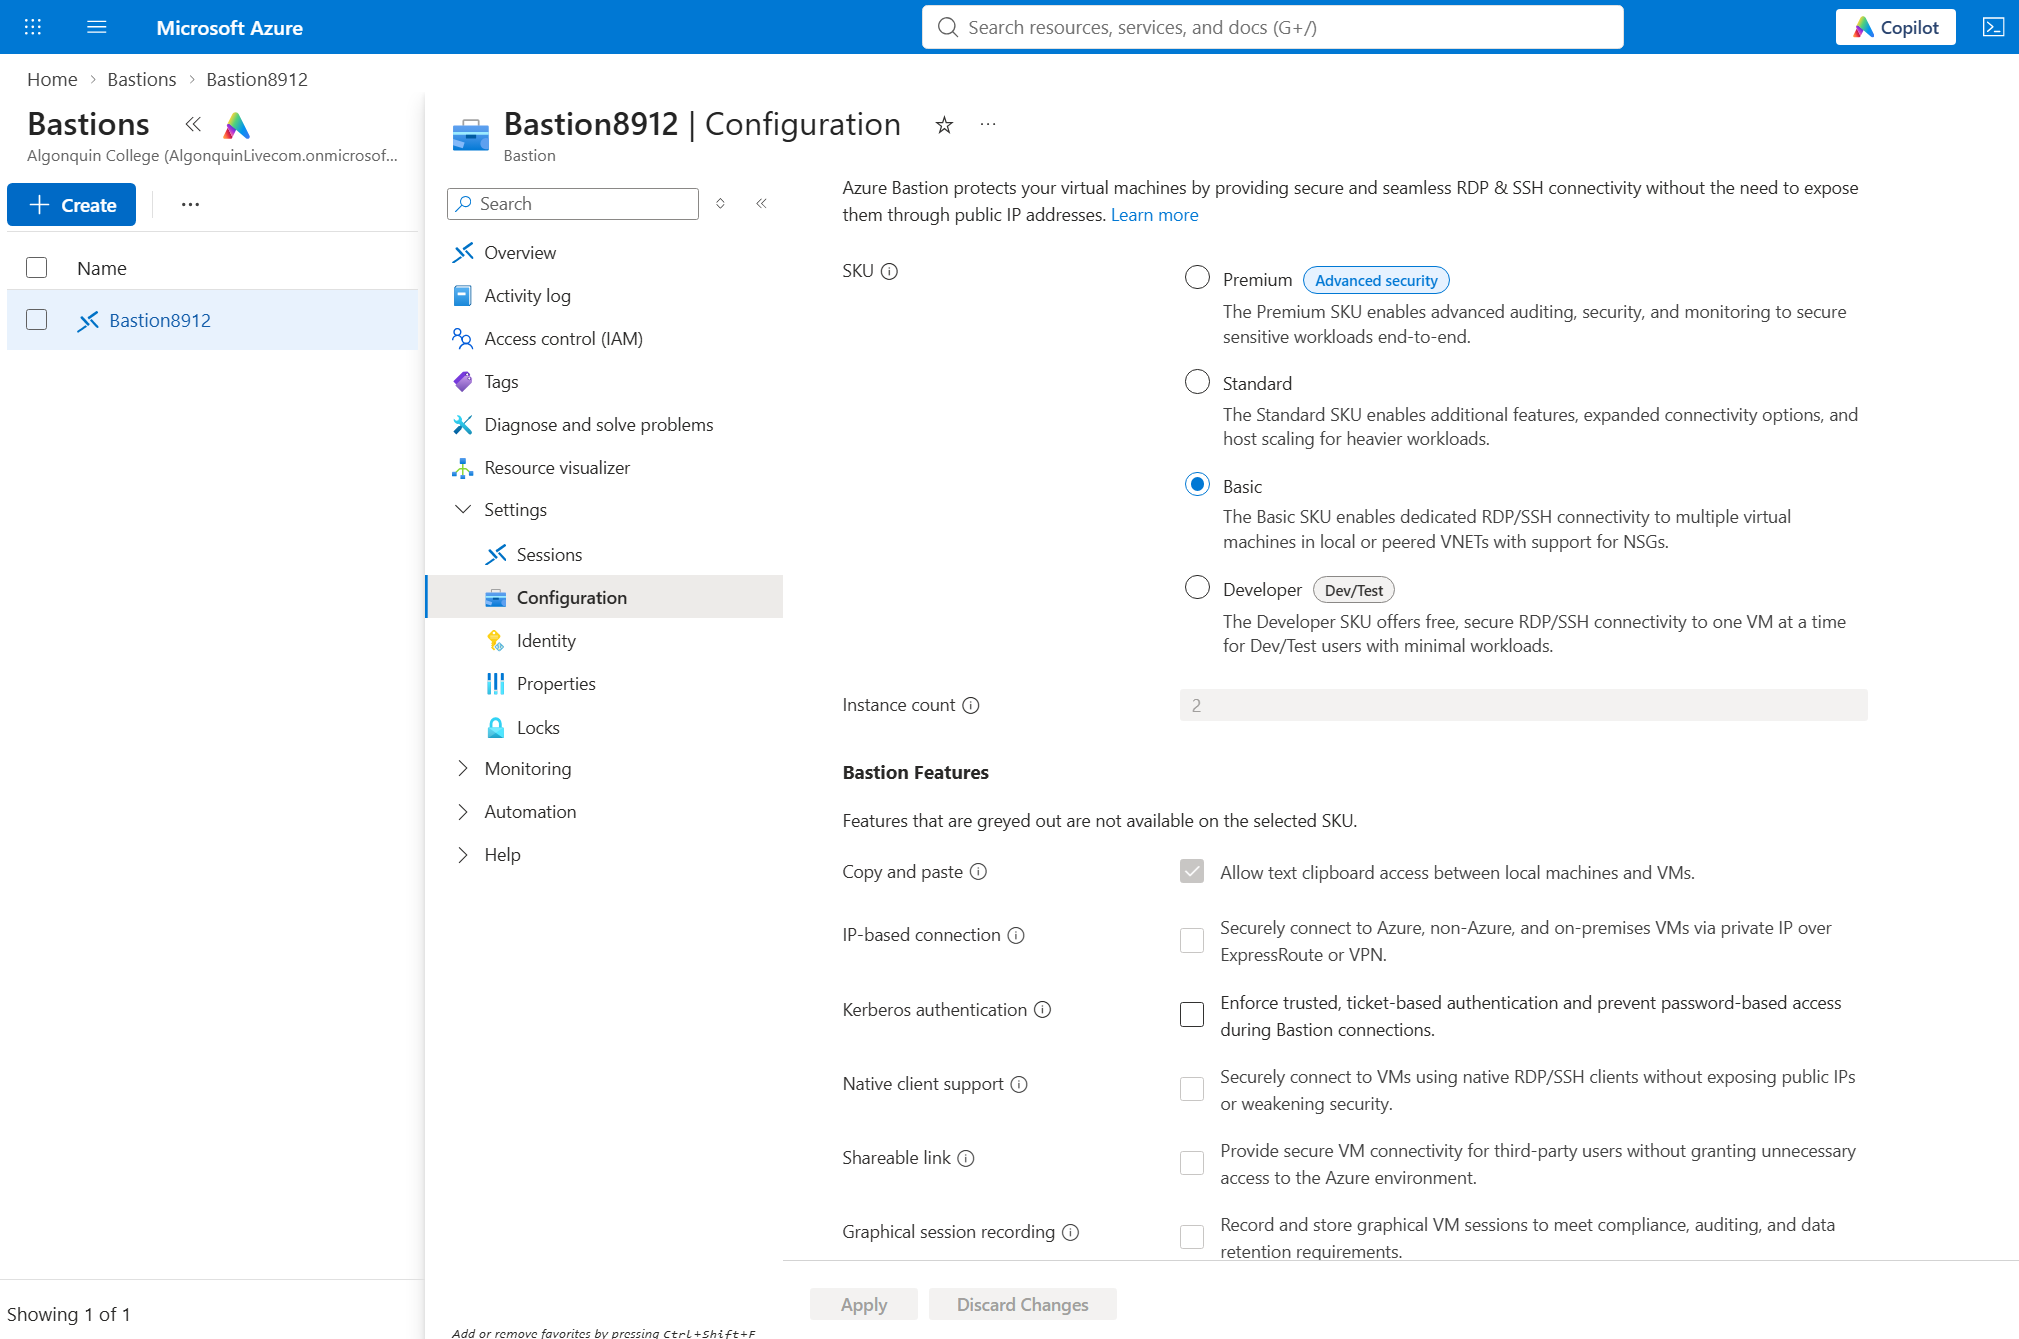 Microsoft Azure
Search resources, services, and docs (G+/)
Copilot
Home > Bastions > Bastion8912
Bastions
Algonquin College (AlgonquinLivecom.onmicrosof...
Create
Name
Bastion8912
Showing 1 of 1
Bastion8912 | Configuration
Bastion
Search
Overview
Activity log
Access control (IAM)
Tags
Diagnose and solve problems
Resource visualizer
Settings
Sessions
Configuration
Identity
Properties
Locks
Monitoring
Automation
Help
Add or remove favorites by pressing Ctrl+Shift+F
Azure Bastion protects your virtual machines by providing secure and seamless RDP & SSH connectivity without the need to expose
them through public IP addresses. Learn more
SKU
Premium Advanced security
The Premium SKU enables advanced auditing, security, and monitoring to secure
sensitive workloads end-to-end.
Standard
The Standard SKU enables additional features, expanded connectivity options, and
host scaling for heavier workloads.
Basic
The Basic SKU enables dedicated RDP/SSH connectivity to multiple virtual
machines in local or peered VNETs with support for NSGs.
Developer Dev/Test
The Developer SKU offers free, secure RDP/SSH connectivity to one VM at a time
for Dev/Test users with minimal workloads.
Instance count
2
Bastion Features
Features that are greyed out are not available on the selected SKU.
Copy and paste
Allow text clipboard access between local machines and VMs.
IP-based connection
Securely connect to Azure, non-Azure, and on-premises VMs via private IP over
ExpressRoute or VPN.
Kerberos authentication
Enforce trusted, ticket-based authentication and prevent password-based access
during Bastion connections.
Native client support
Securely connect to VMs using native RDP/SSH clients without exposing public IPs
or weakening security.
Shareable link
Provide secure VM connectivity for third-party users without granting unnecessary
access to the Azure environment.
Graphical session recording
Record and store graphical VM sessions to meet compliance, auditing, and data
retention requirements.
Apply
Discard Changes